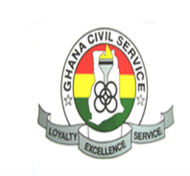 GHANA CIVIL SERVICE
LOYALTY
EXCELLENCE
SERVICE